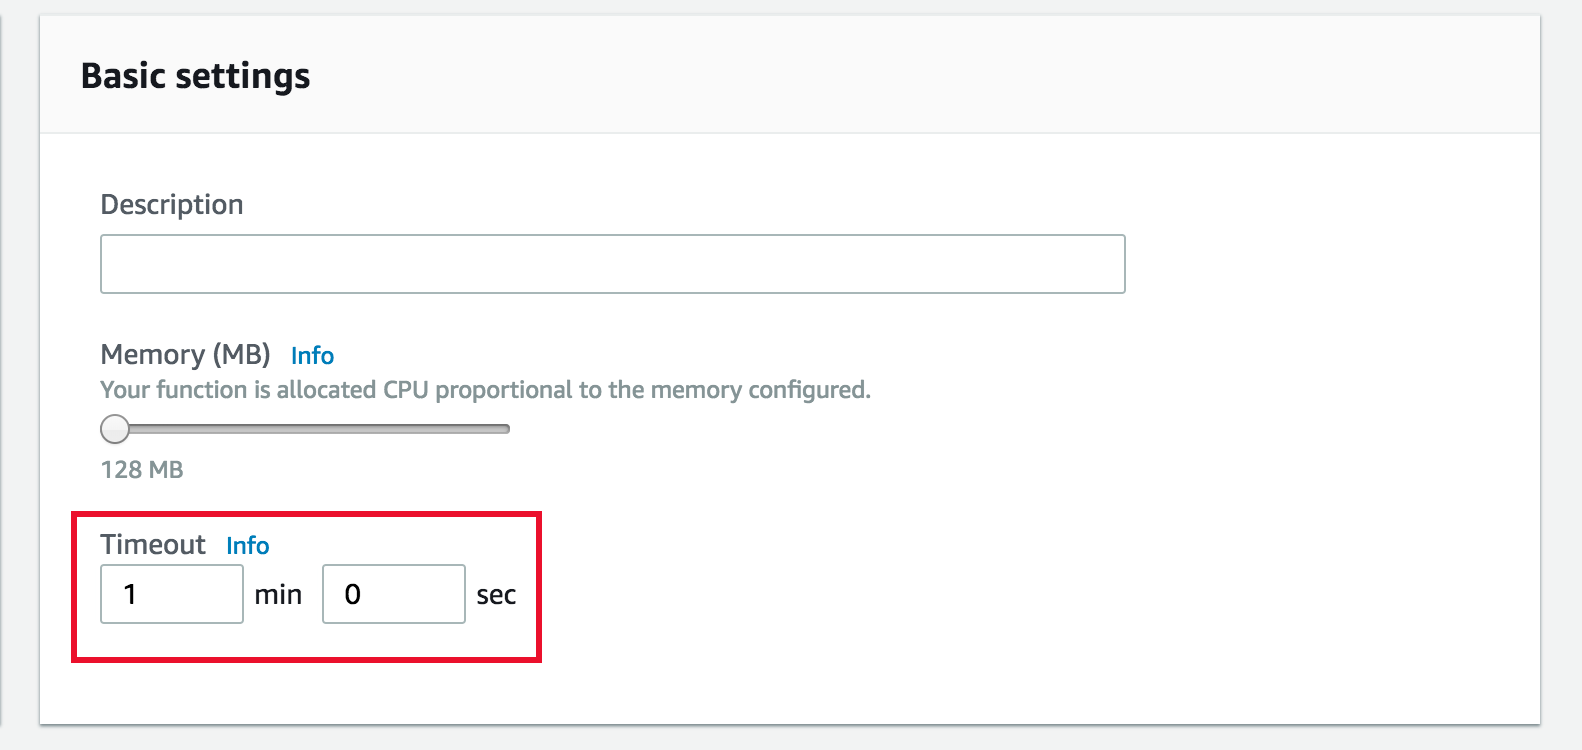 Basic settings
Description
Memory (MB) Info
Your function is allocated CPU proportional to the memory configured.
128 MB
Timeout Info
1 min 0 sec